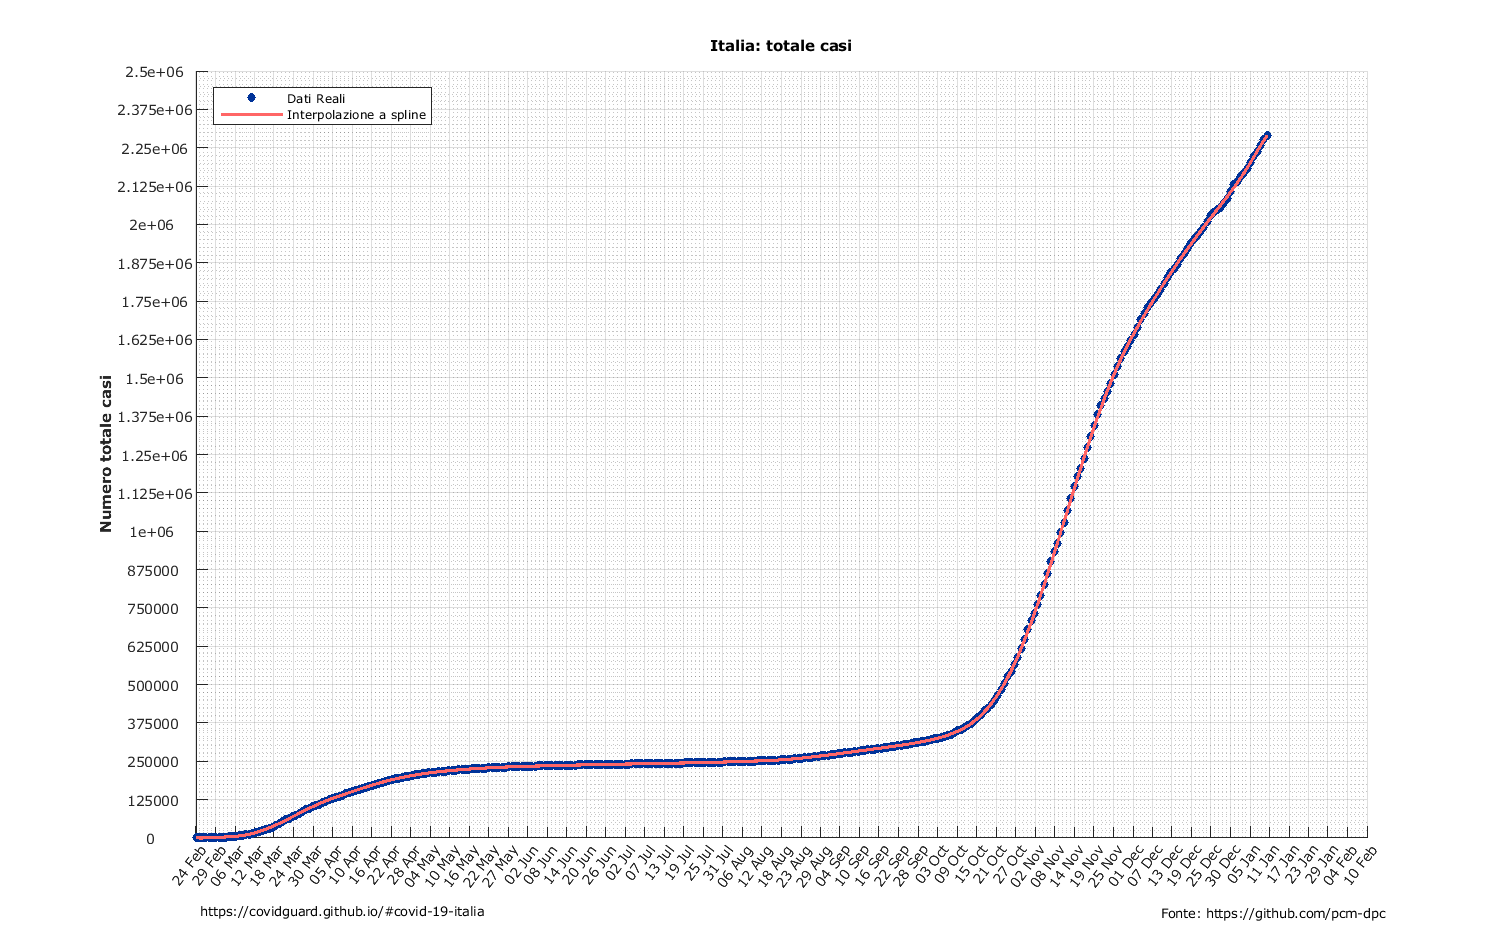 Italia: totale casi
Dati Reali
Interpolazione a spline
Numero totale casi
2.5e+06
2.375e+06
2.25e+06
2.125e+06
2e+06
1.875e+06
1.75e+06
1.625e+06
1.5e+06
1.375e+06
1.25e+06
1.125e+06
1e+06
875000
750000
625000
500000
375000
250000
125000
0
24 Feb
29 Feb
06 Mar
12 Mar
18 Mar
24 Mar
30 Mar
05 Apr
10 Apr
16 Apr
22 Apr
28 Apr
04 May
10 May
16 May
22 May
27 May
02 Jun
08 Jun
14 Jun
20 Jun
26 Jun
02 Jul
07 Jul
13 Jul
19 Jul
25 Jul
31 Jul
06 Aug
12 Aug
18 Aug
23 Aug
29 Aug
04 Sep
10 Sep
16 Sep
22 Sep
28 Oct
03 Oct
09 Oct
15 Oct
21 Oct
27 Oct
02 Nov
08 Nov
14 Nov
19 Nov
25 Dec
01 Dec
07 Dec
13 Dec
19 Dec
25 Dec
30 Dec
05 Jan
11 Jan
17 Jan
23 Jan
29 Jan
04 Feb
10 Feb
https://covidguard.github.io/#covid-19-italia
Fonte: https://github.com/pcm-dpc